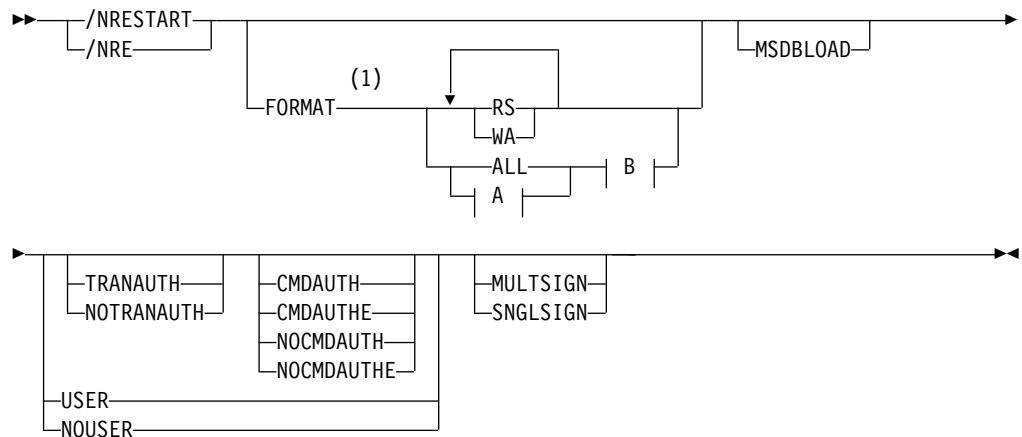 /NRESTART
/NRE
FORMAT
(1)
RS
WA
ALL
A
B
MSDBLOAD
TRANAUTH
NOTRANAUTH
CMDAUTH
CMDAUTHE
NOCMDAUTH
NOCMDAUTHE
USER
NOUSER
MULTSIGN
SNGLSIGN